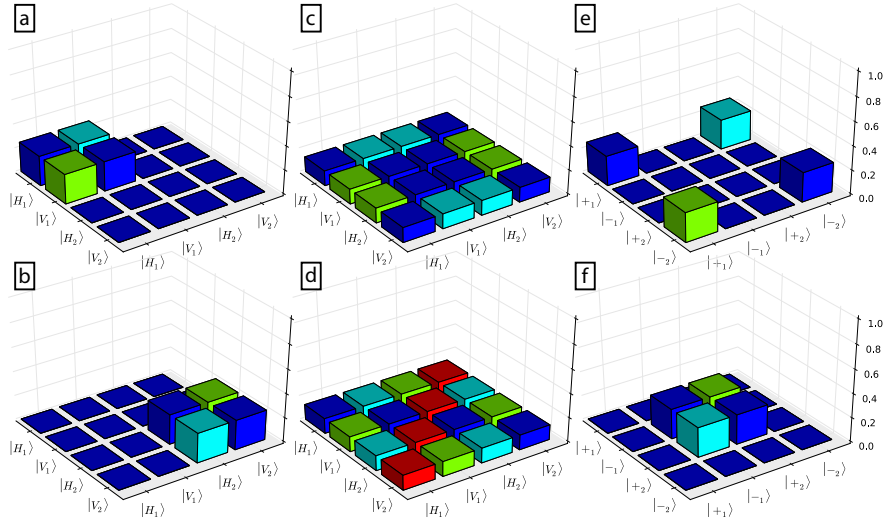 a
c
e
1.0
0.8
0.6
0.4
0.2
0.0
|H₁⟩
|V₁⟩
|H₂⟩
|V₂⟩
|H₁⟩
|V₁⟩
|H₂⟩
|V₂⟩
|H₁⟩
|V₁⟩
|H₂⟩
|V₂⟩
|H₁⟩
|V₁⟩
|H₂⟩
|V₂⟩
|+₁⟩
|−₁⟩
|+₂⟩
|−₂⟩
|+₁⟩
|−₁⟩
|+₂⟩
|−₂⟩
b
d
f
1.0
0.8
0.6
0.4
0.2
0.0
|H₁⟩
|V₁⟩
|H₂⟩
|V₂⟩
|H₁⟩
|V₁⟩
|H₂⟩
|V₂⟩
|H₁⟩
|V₁⟩
|H₂⟩
|V₂⟩
|H₁⟩
|V₁⟩
|H₂⟩
|V₂⟩
|+₁⟩
|−₁⟩
|+₂⟩
|−₂⟩
|+₁⟩
|−₁⟩
|+₂⟩
|−₂⟩